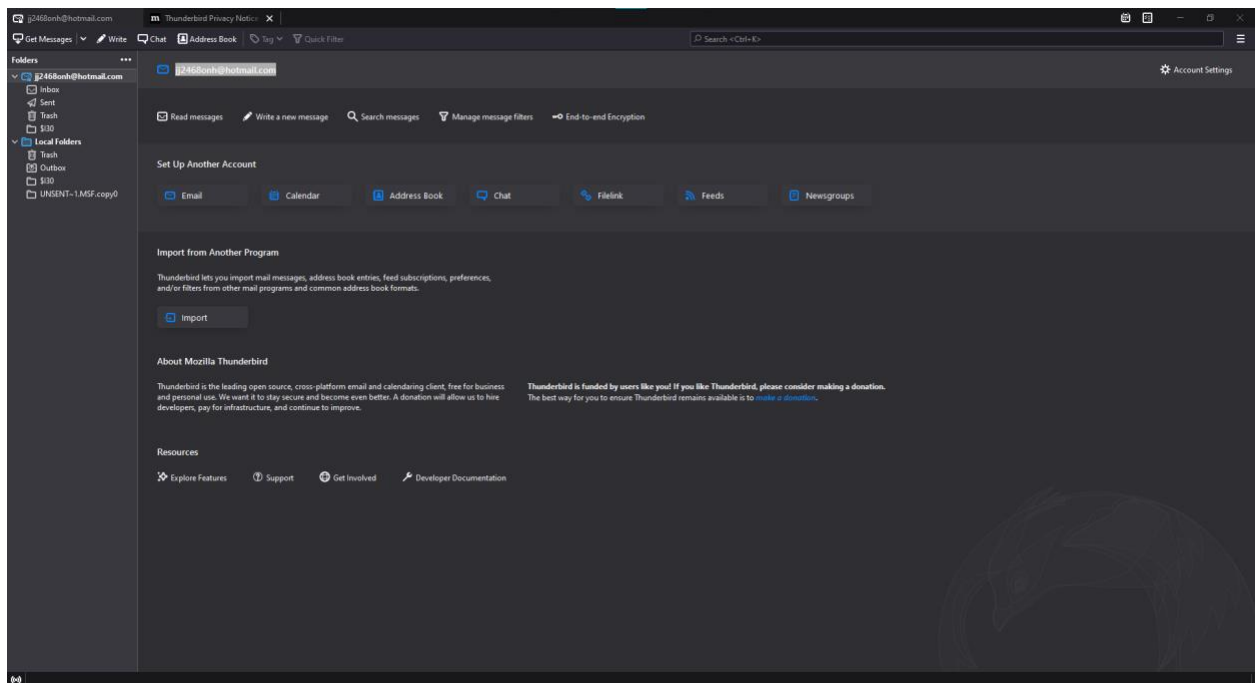 jj2468onh@hotmail.com
Thunderbird Privacy Notice
Get Messages Write Chat Address Book Tag Quick Filter
Search <Ctrl+K>
Folders
jj2468onh@hotmail.com
Inbox
Sent
Trash
$I30
Local Folders
Trash
Outbox
$I30
UNSENT~1.MSF.copy0
jj2468onh@hotmail.com
Account Settings
Read messages Write a new message Search messages Manage message filters End-to-end Encryption
Set Up Another Account
Email Calendar Address Book Chat Filelink Feeds Newsgroups
Import from Another Program
Thunderbird lets you import mail messages, address book entries, feed subscriptions, preferences,
and/or filters from other mail programs and common address book formats.
Import
About Mozilla Thunderbird
Thunderbird is the leading open source, cross-platform email and calendaring client, free for business
and personal use. We want it to stay secure and become even better. A donation will allow us to hire
developers, pay for infrastructure, and continue to improve.
Thunderbird is funded by users like you! If you like Thunderbird, please consider making a donation.
The best way for you to ensure Thunderbird remains available is to make a donation.
Resources
Explore Features Support Get Involved Developer Documentation